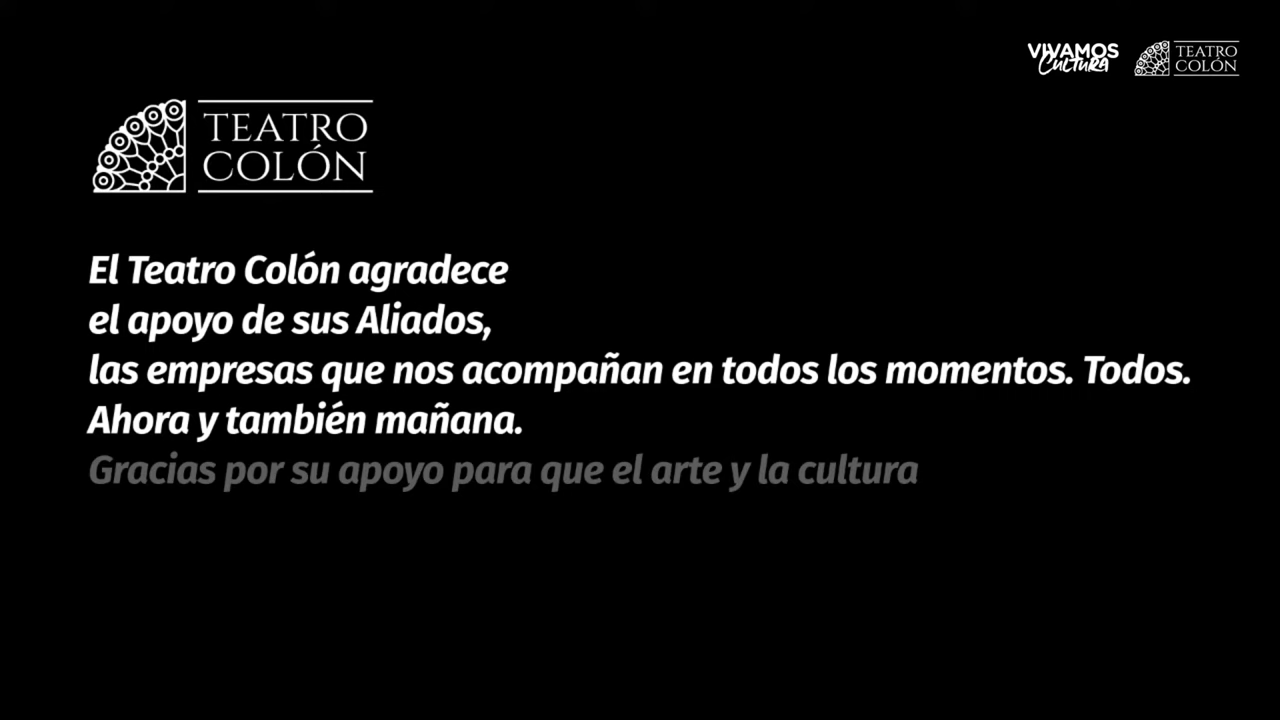 VIVAMOS
CULTURA
TEATRO
COLÓN
TEATRO
COLÓN
El Teatro Colón agradece
el apoyo de sus Aliados,
las empresas que nos acompañan en todos los momentos. Todos.
Ahora y también mañana.
Gracias por su apoyo para que el arte y la cultura